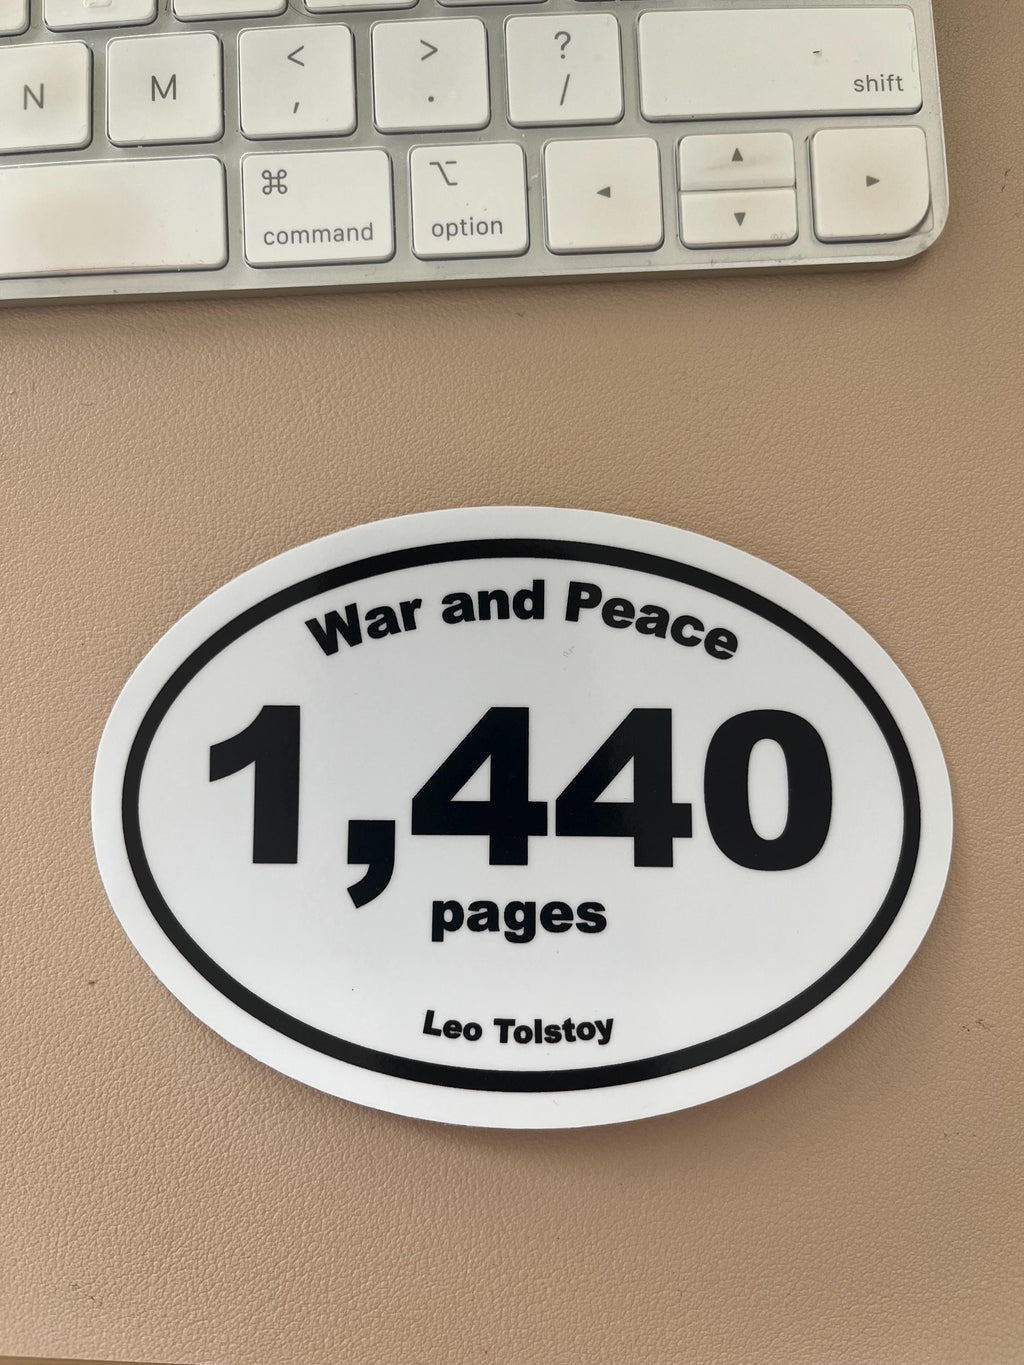 N M < , > . ? / shift
⌘ command ⌥ option ◀ ▲ ▼ ▶
War and Peace
1,440
pages
Leo Tolstoy